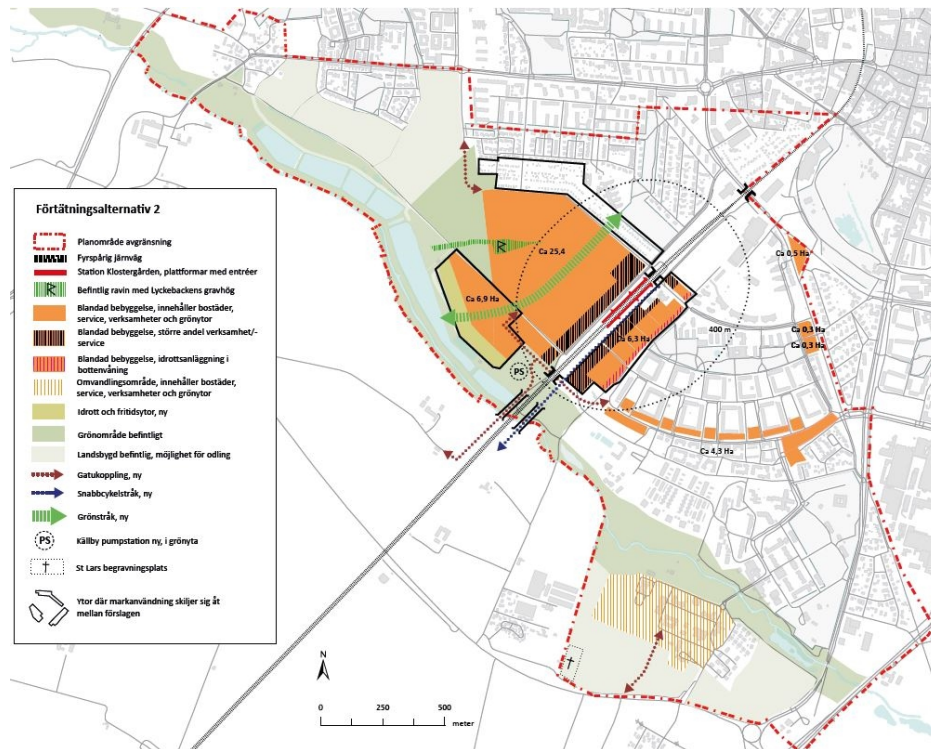 Förtätningsalternativ 2
Planområde avgränsning
Fyrspårig järnväg
Station Klostergården, plattformar med entréer
R
Befintlig ravin med Lyckebackens gravhög
Blandad bebyggelse, innehåller bostäder,
service, verksamheter och grönytor
Blandad bebyggelse, större andel verksamhet/-
service
Blandad bebyggelse, idrottsanläggning i
bottenvåning
Omvandlingsområde, innehåller bostäder,
service, verksamheter och grönytor
Idrott och fritidsytor, ny
Grönområde befintligt
Landsbygd befintlig, möjlighet för odling
Gatukoppling, ny
Snabbcykelstråk, ny
Grönstråk, ny
PS
Källby pumpstation ny, i grönyta
St Lars begravningsplats
Ytor där markanvändning skiljer sig åt
mellan förslagen
R
Ca 25,4
Ca 6,9 Ha
Ca 6,3 Ha
400 m
Ca 0,5 Ha
Ca 0,3 Ha
Ca 0,3 Ha
PS
Ca 4,3 Ha
N
0
250
500
meter